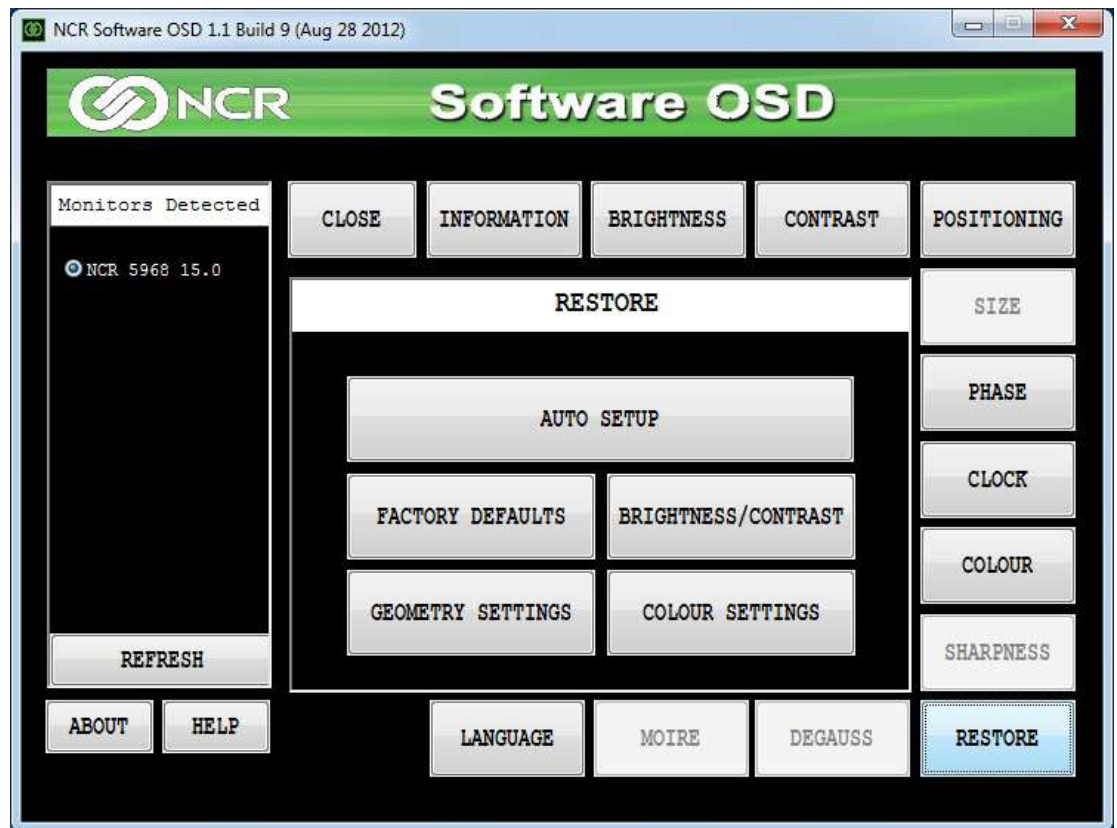 NCR Software OSD 1.1 Build 9 (Aug 28 2012)
NCR Software OSD
Monitors Detected
NCR 5968 15.0
REFRESH
ABOUT HELP
CLOSE INFORMATION BRIGHTNESS CONTRAST POSITIONING
RESTORE
AUTO SETUP
FACTORY DEFAULTS BRIGHTNESS/CONTRAST
GEOMETRY SETTINGS COLOUR SETTINGS
SIZE
PHASE
CLOCK
COLOUR
SHARPNESS
LANGUAGE MOIRE DEGAUSS RESTORE